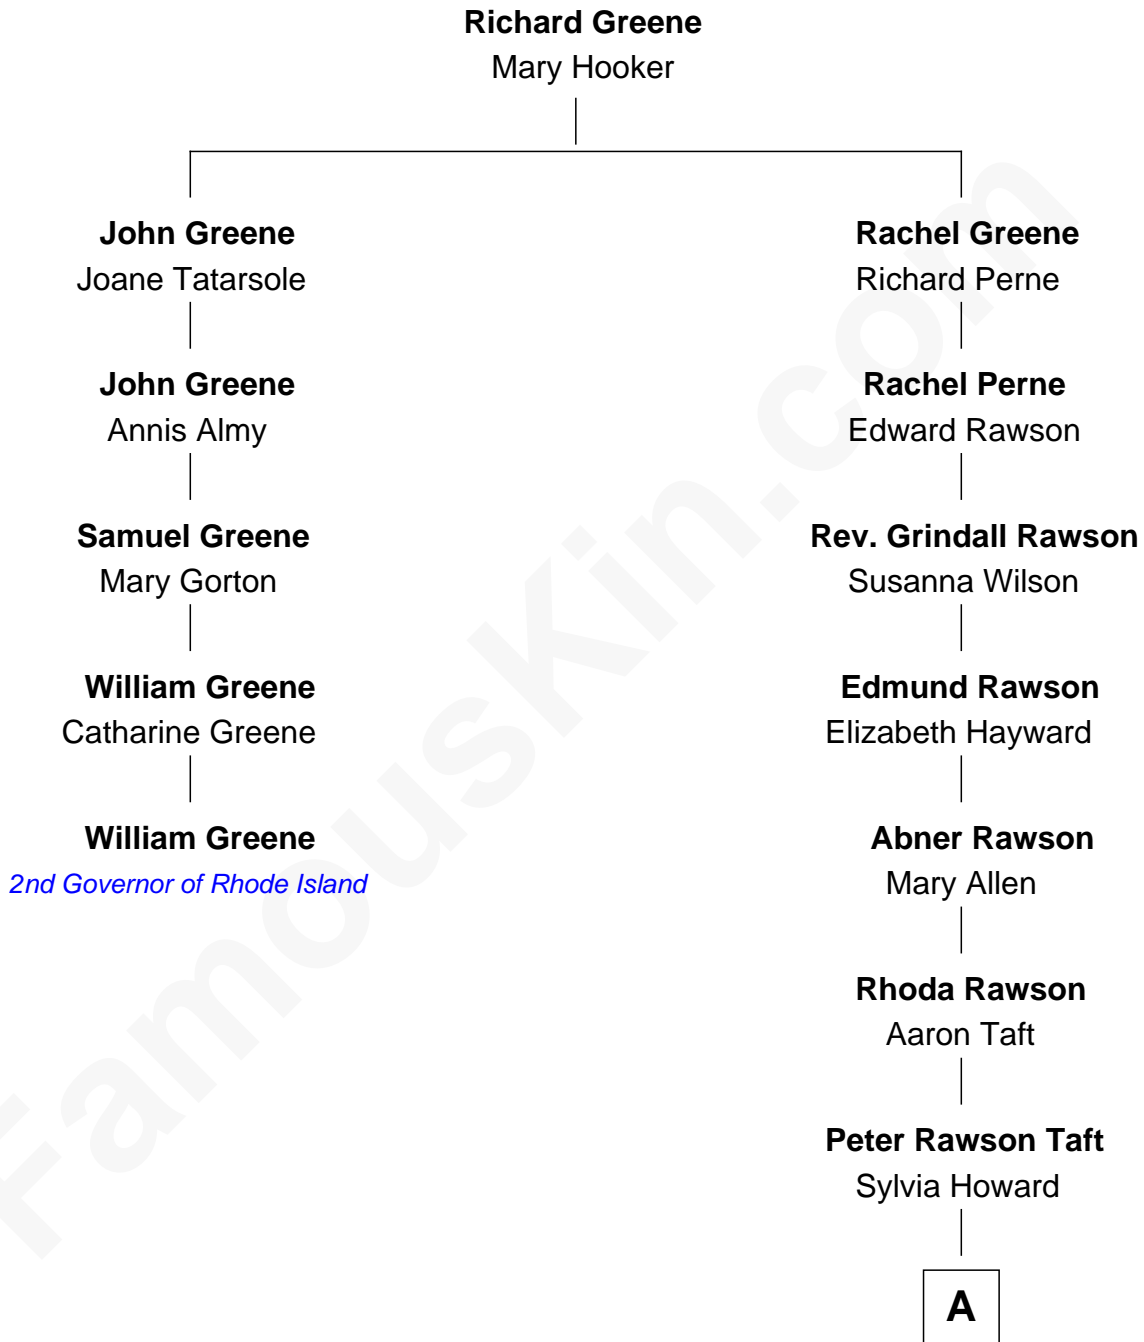 Richard Greene
Mary Hooker
John Greene
Joane Tatarsole
John Greene
Annis Almy
Samuel Greene
Mary Gorton
William Greene
Catharine Greene
William Greene
2nd Governor of Rhode Island
Rachel Greene
Richard Perne
Rachel Perne
Edward Rawson
Rev. Grindall Rawson
Susanna Wilson
Edmund Rawson
Elizabeth Hayward
Abner Rawson
Mary Allen
Rhoda Rawson
Aaron Taft
Peter Rawson Taft
Sylvia Howard
A
FamousKin.com